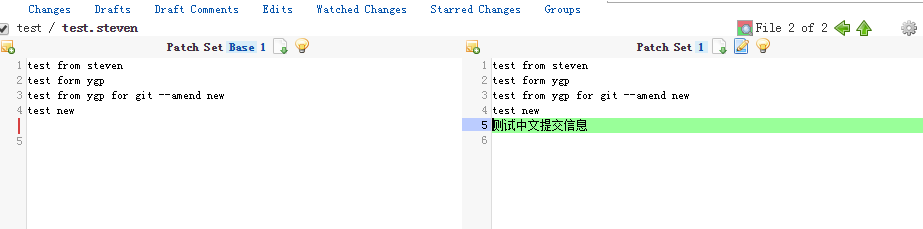 Changes Drafts Draft Comments Edits Watched Changes Starred Changes Groups
test / test.steven File 2 of 2
Patch Set Base 1 Patch Set 1
1 test from steven
2 test form ygp
3 test from ygp for git --amend new
4 test new
5
1 test from steven
2 test form ygp
3 test from ygp for git --amend new
4 test new
5 测试中文提交信息
6